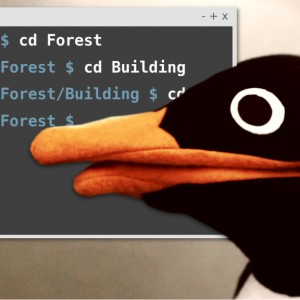 - + x
$ cd Forest
Forest $ cd Building
Forest/Building $ cd
Forest $